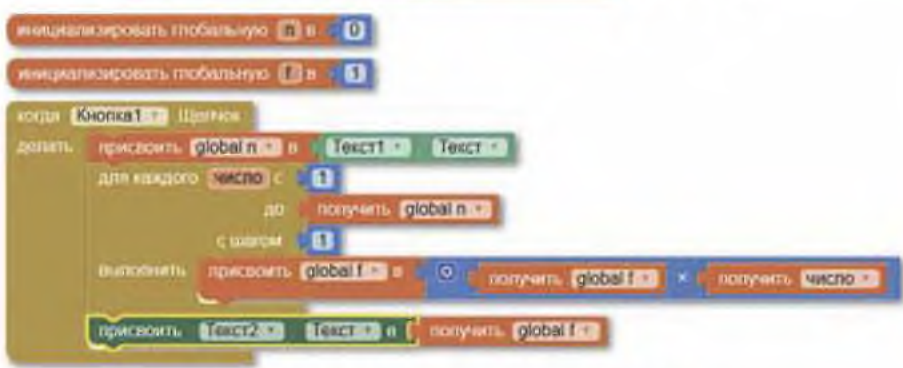 инициализировать глобальную n в 0
инициализировать глобальную f в 1
когда Кнопка1 Щелчок
делать присвоить global n в Текст1 Текст
для каждого число с 1
до получить global n
с шагом 1
выполнить присвоить global f в получить global f × получить число
присвоить Текст2 Текст в получить global f